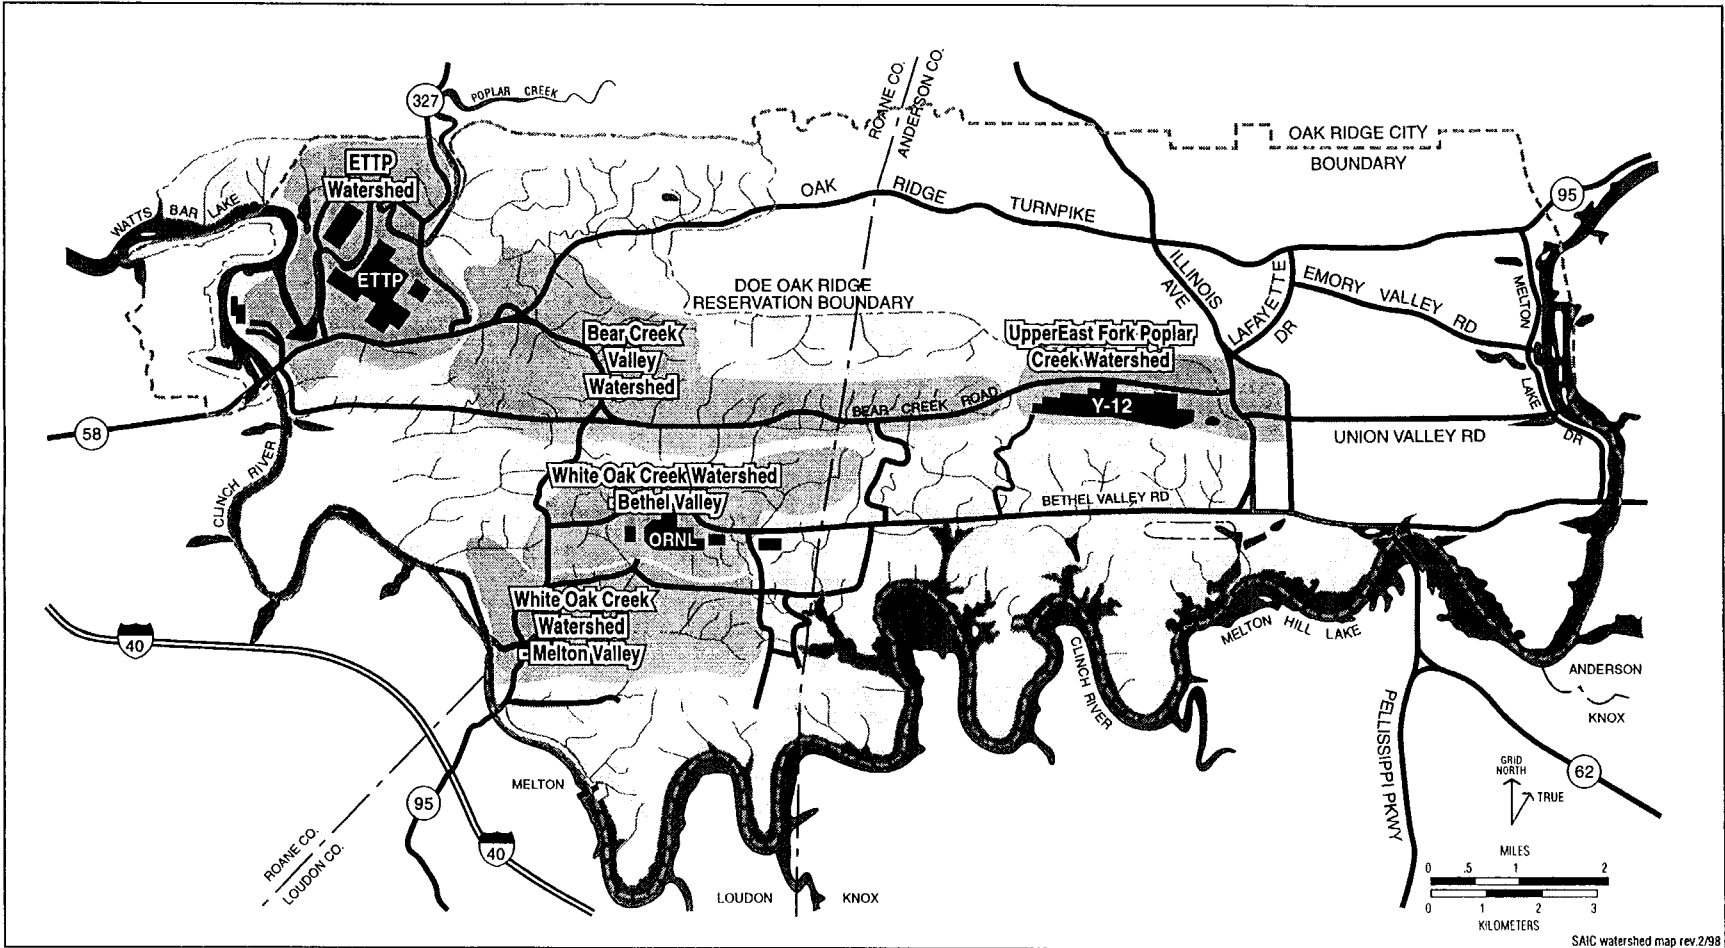 327
POPLAR CREEK
ROANE CO.
ANDERSON CO.
OAK RIDGE CITY
BOUNDARY
95
ETTP
Watershed
WATTS BAR LAKE
OAK RIDGE TURNPIKE
ETTP
ILLINOIS
AVE
LAFAYETTE
DR
EMORY VALLEY RD
MELTON
LAKE
DR
DOE OAK RIDGE
RESERVATION BOUNDARY
Bear Creek
Valley
Watershed
UpperEast Fork Poplar
Creek Watershed
BEAR CREEK ROAD
Y-12
58
UNION VALLEY RD
CLINCH RIVER
White Oak Creek Watershed
Bethel Valley
BETHEL VALLEY RD
ORNL
White Oak Creek
Watershed
Melton Valley
40
CLINCH RIVER
MELTON HILL LAKE
ANDERSON
KNOX
PELLISSIPPI PKWY
62
MELTON
95
40
ROANE CO.
LOUDON CO.
LOUDON
KNOX
GRID
NORTH
TRUE
MILES
0 .5 1 2
0 1 2 3
KILOMETERS
SAIC watershed map rev.2/98